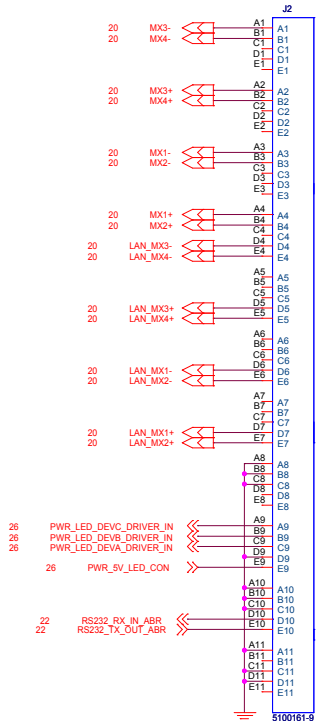 J2
20 MX3- A1 A1
20 MX4- B1 B1
C1 C1
D1 D1
E1 E1
20 MX3+ A2 A2
20 MX4+ B2 B2
C2 C2
D2 D2
E2 E2
20 MX1- A3 A3
20 MX2- B3 B3
C3 C3
D3 D3
E3 E3
20 MX1+ A4 A4
20 MX2+ B4 B4
C4 C4
20 LAN_MX3- D4 D4
20 LAN_MX4- E4 E4
A5 A5
B5 B5
C5 C5
20 LAN_MX3+ D5 D5
20 LAN_MX4+ E5 E5
A6 A6
B6 B6
C6 C6
20 LAN_MX1- D6 D6
20 LAN_MX2- E6 E6
A7 A7
B7 B7
C7 C7
20 LAN_MX1+ D7 D7
20 LAN_MX2+ E7 E7
A8 A8
B8 B8
C8 C8
D8 D8
E8 E8
26 PWR_LED_DEVC_DRIVER_IN A9 A9
26 PWR_LED_DEVB_DRIVER_IN B9 B9
26 PWR_LED_DEVA_DRIVER_IN C9 C9
D9 D9
26 PWR_5V_LED_CON E9 E9
A10 A10
B10 B10
C10 C10
22 RS232_RX_IN_ABR D10 D10
22 RS232_TX_OUT_ABR E10 E10
A11 A11
B11 B11
C11 C11
D11 D11
E11 E11
5100161-9